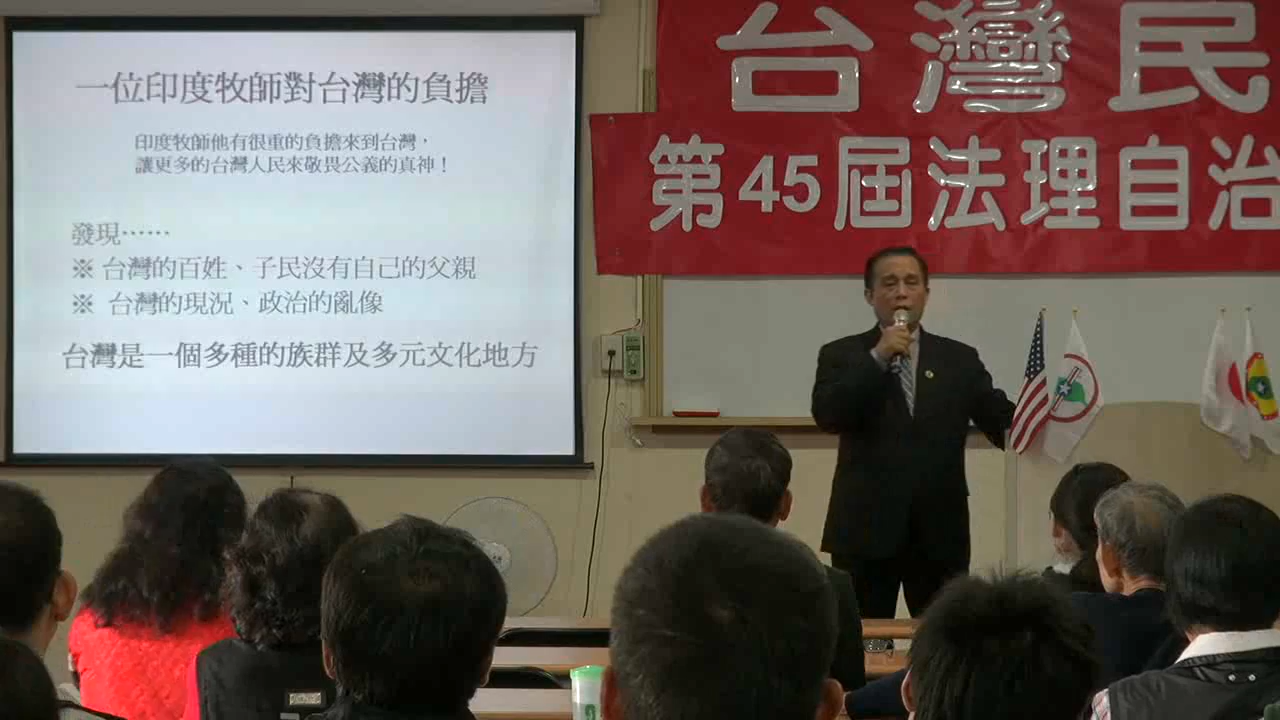 一位印度牧師對台灣的負擔
印度牧師他有很重的負擔來到台灣，
讓更多的台灣人民來敬畏公義的真神！
發現……
※ 台灣的百姓、子民沒有自己的父親
※ 台灣的現況、政治的亂像
台灣是一個多種的族群及多元文化地方
台灣民
第45屆法理自治